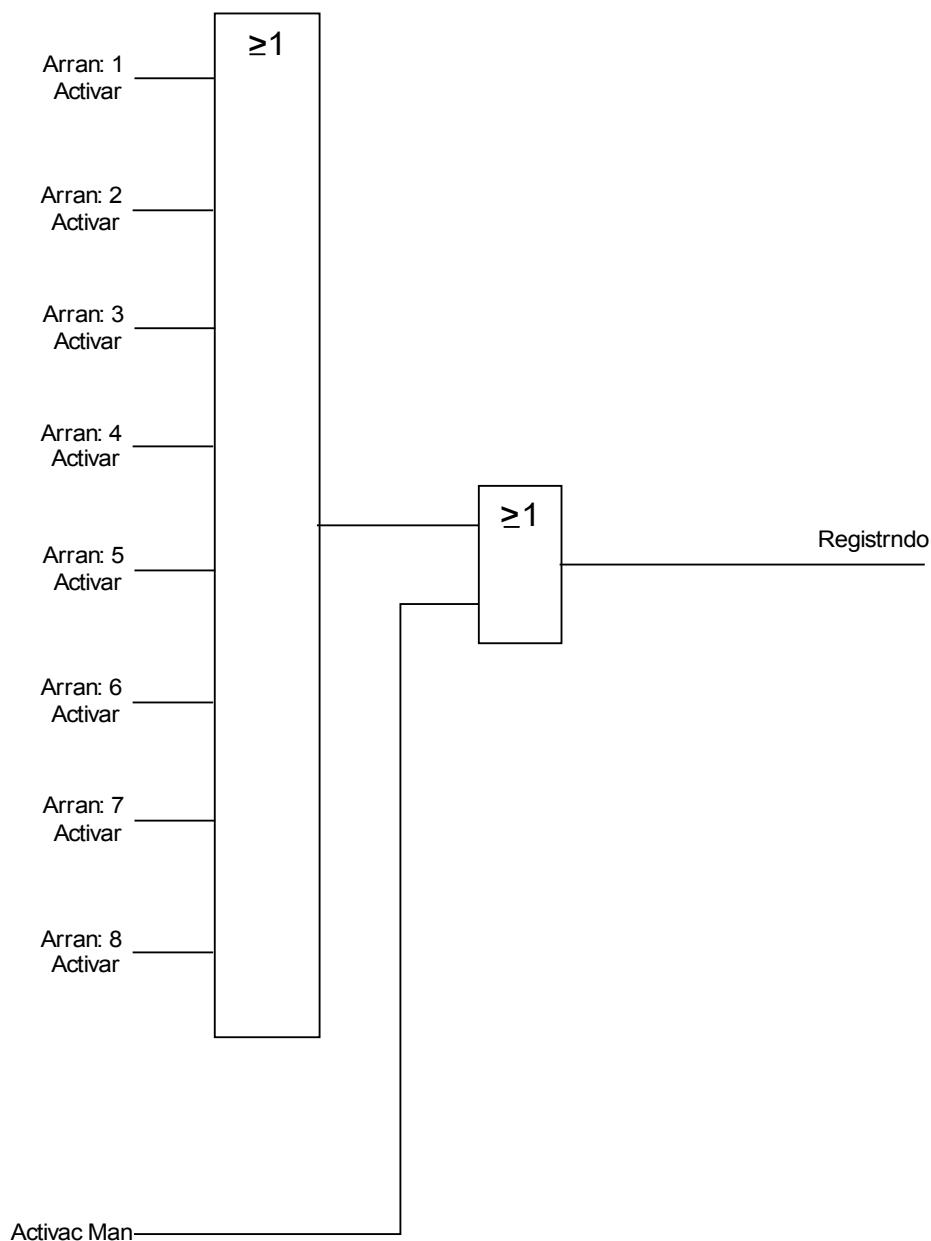 ≥1
Arran: 1
Activar
Arran: 2
Activar
Arran: 3
Activar
Arran: 4
Activar
≥1
Registrndo
Arran: 5
Activar
Arran: 6
Activar
Arran: 7
Activar
Arran: 8
Activar
Activac Man